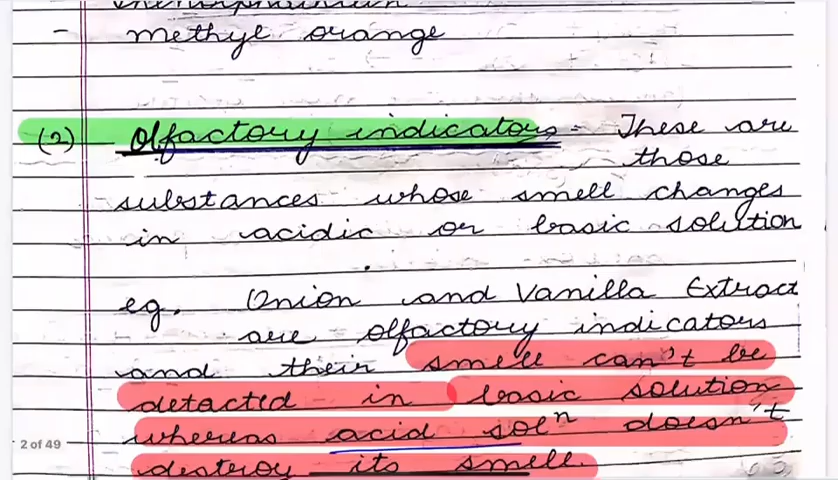 methyl orange
(2) Olfactory indicators - These are
those
substances whose smell changes
in acidic or basic solution
eg. Onion and Vanilla Extract
are olfactory indicators
and their smell can't be
detacted in basic solution
whereas acid solⁿ doesn't
destroy its smell.
2 of 49